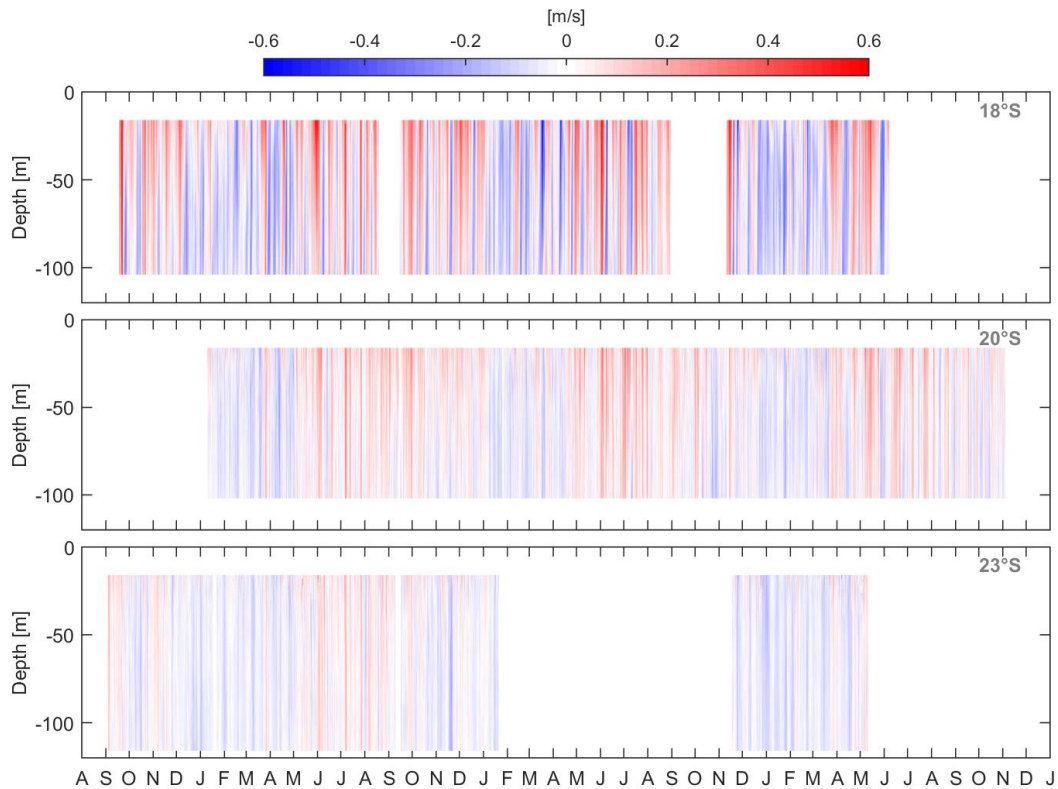 [m/s]
-0.6 -0.4 -0.2 0 0.2 0.4 0.6
18°S
0
-50
-100
Depth [m]
20°S
0
-50
-100
Depth [m]
23°S
0
-50
-100
Depth [m]
A S O N D J F M A M J J A S O N D J F M A M J J A S O N D J F M A M J J A S O N D J